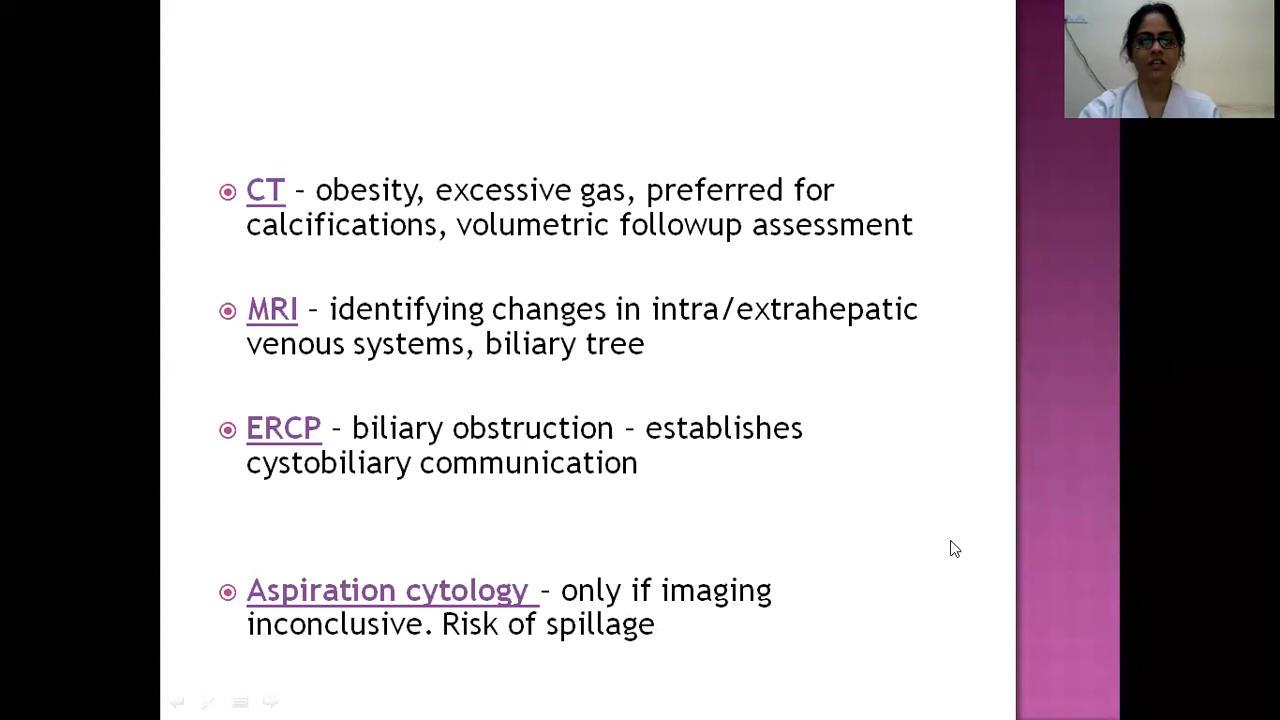 CT – obesity, excessive gas, preferred for
calcifications, volumetric followup assessment
MRI – identifying changes in intra/extrahepatic
venous systems, biliary tree
ERCP – biliary obstruction – establishes
cystobiliary communication
Aspiration cytology – only if imaging
inconclusive. Risk of spillage